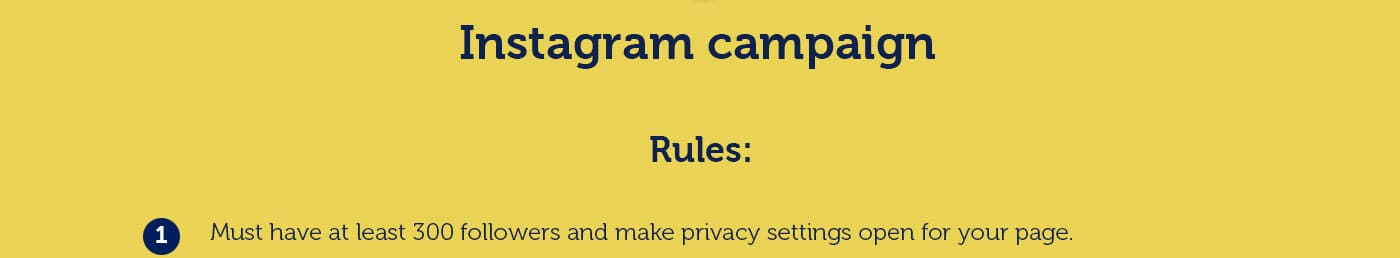 Instagram campaign
Rules:
1 Must have at least 300 followers and make privacy settings open for your page.